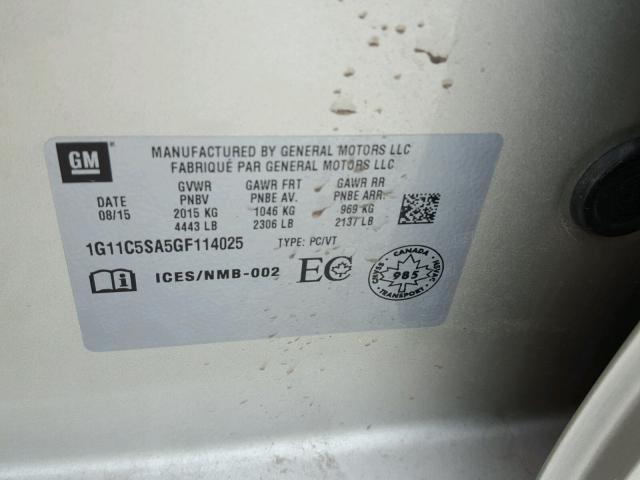 GM
MANUFACTURED BY GENERAL MOTORS LLC
FABRIQUÉ PAR GENERAL MOTORS LLC
DATE
08/15
GVWR
PNBV
2015 KG
4443 LB
GAWR FRT
PNBE AV.
1046 KG
2306 LB
GAWR RR
PNBE ARR.
969 KG
2137 LB
1G11C5SA5GF114025 TYPE: PC/VT
ICES/NMB-002 EC
CANADA
985
TRANSPORT